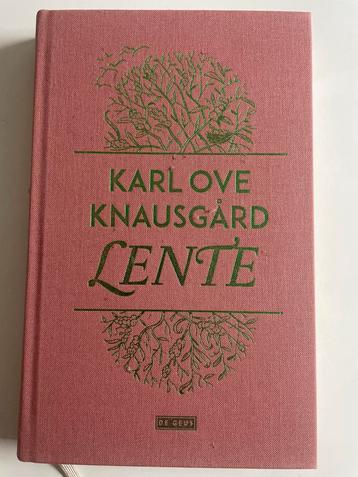 KARL OVE
KNAUSGÅRD
LENTE
DE GEUS